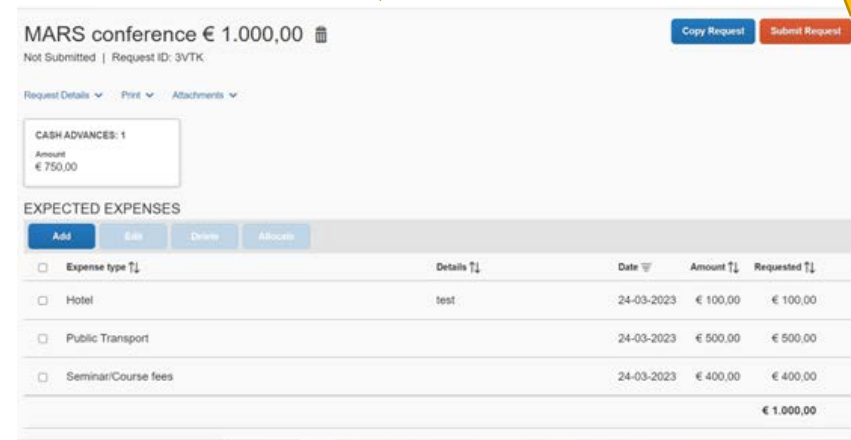 MARS conference € 1.000,00
Copy Request Submit Request
Not Submitted | Request ID: 3VTK
Request Details Print Attachments
CASH ADVANCES: 1
Amount
€ 750,00
EXPECTED EXPENSES
Add Edit Delete Allocate
Expense type Details Date Amount Requested
Hotel test 24-03-2023 € 100,00 € 100,00
Public Transport 24-03-2023 € 500,00 € 500,00
Seminar/Course fees 24-03-2023 € 400,00 € 400,00
€ 1.000,00